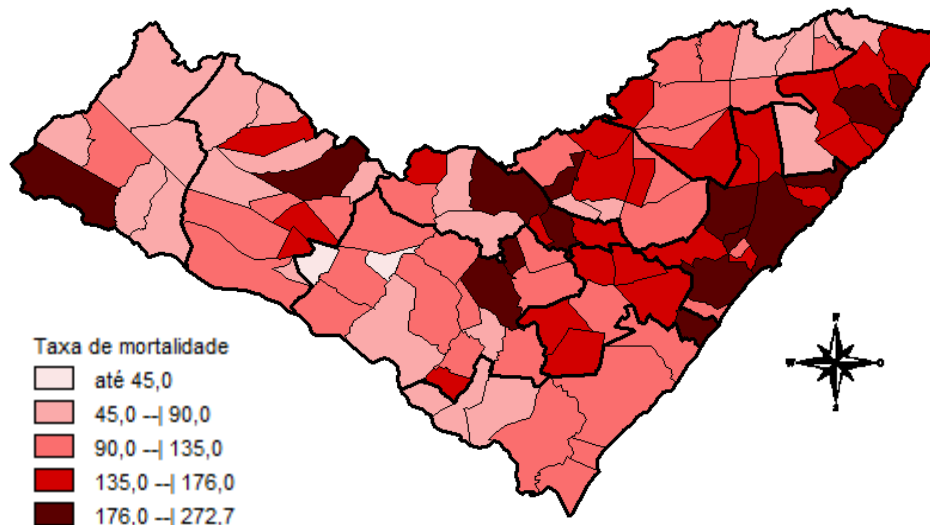 Taxa de mortalidade
até 45,0
45,0 --| 90,0
90,0 --| 135,0
135,0 --| 176,0
176,0 --| 272,7
W
O